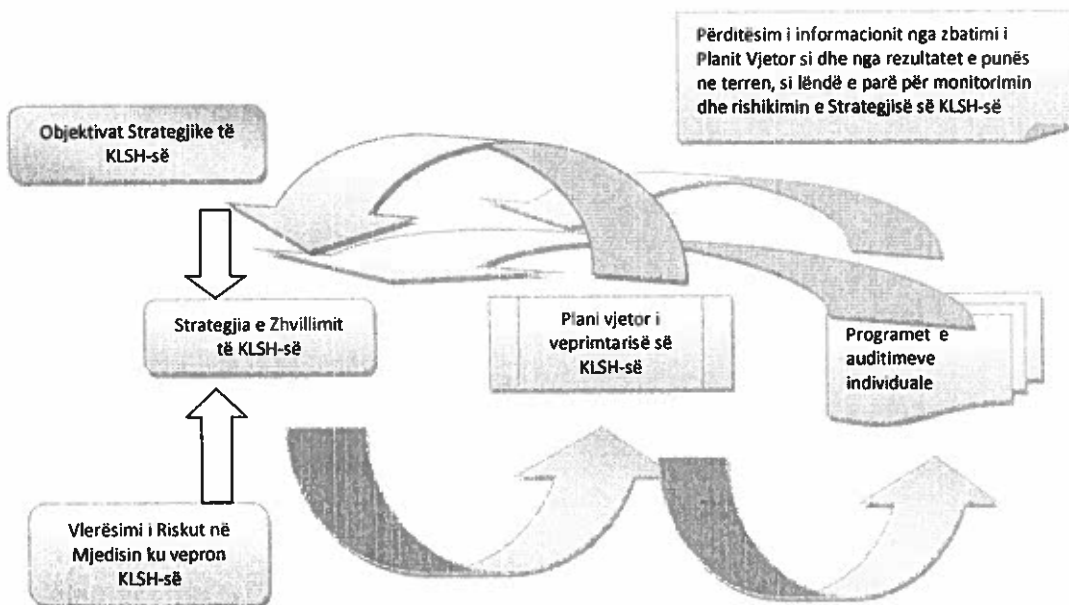 Përditësim i informacionit nga zbatimi i
Planit Vjetor si dhe nga rezultatet e punës
ne terren, si lëndë e parë për monitorimin
dhe rishikimin e Strategjisë së KLSH-së
Objektivat Strategjike të
KLSH-së
Strategjia e Zhvillimit
të KLSH-së
Plani vjetor i
veprimtarisë së
KLSH-së
Programet e
auditimeve
individuale
Vlerësimi i Riskut në
Mjedisin ku vepron
KLSH-së